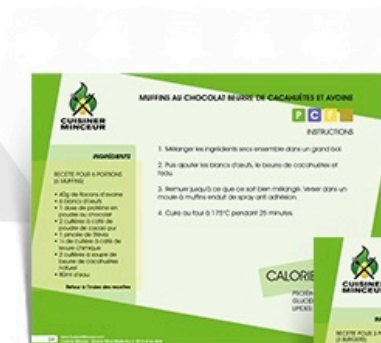 CUISINER
MINCEUR
MUFFINS AU CHOCOLAT BEURRE DE CACAHUÈTES ET AVOINE
P C F
INSTRUCTIONS
INGRÉDIENTS
RECETTE POUR 6 PORTIONS
(6 MUFFINS)
• 40g de flocons d'avoine
• 6 blancs d'œufs
• 1 dose de protéine en
poudre au chocolat
• 2 cuillères à café de
poudre de cacao pur
• 1 pincée de Stévia
• ½ de cuillère à café de
levure chimique
• 2 cuillères à soupe de
beurre de cacahuètes
naturel
• 80ml d'eau
Retour à l'index des recettes
1. Mélanger les ingrédients secs ensemble dans un grand bol.
2. Puis ajouter les blancs d'œufs, le beurre de cacahuètes et
l'eau.
3. Remuer jusqu'à ce que ce soit bien mélangé. Verser dans un
moule à muffins enduit de spray anti adhésion.
4. Cuire au four à 175°C pendant 25 minutes.
CALORIE
PROTÉIN
GLUCID
LIPIDES
CUISINER
MINCEUR
RECETTE POUR 3 P
(3 BURGERS)